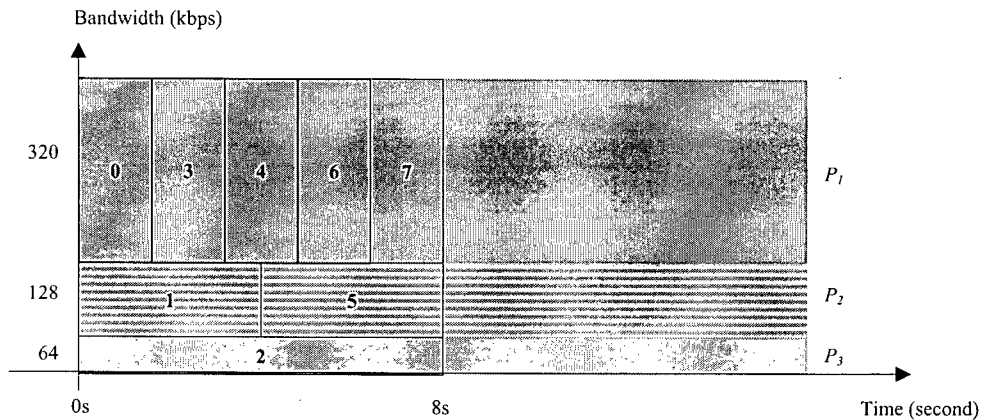 Bandwidth (kbps)
320
0 3 4 6 7
P1
128
1 5
P2
64
2
P3
0s 8s Time (second)